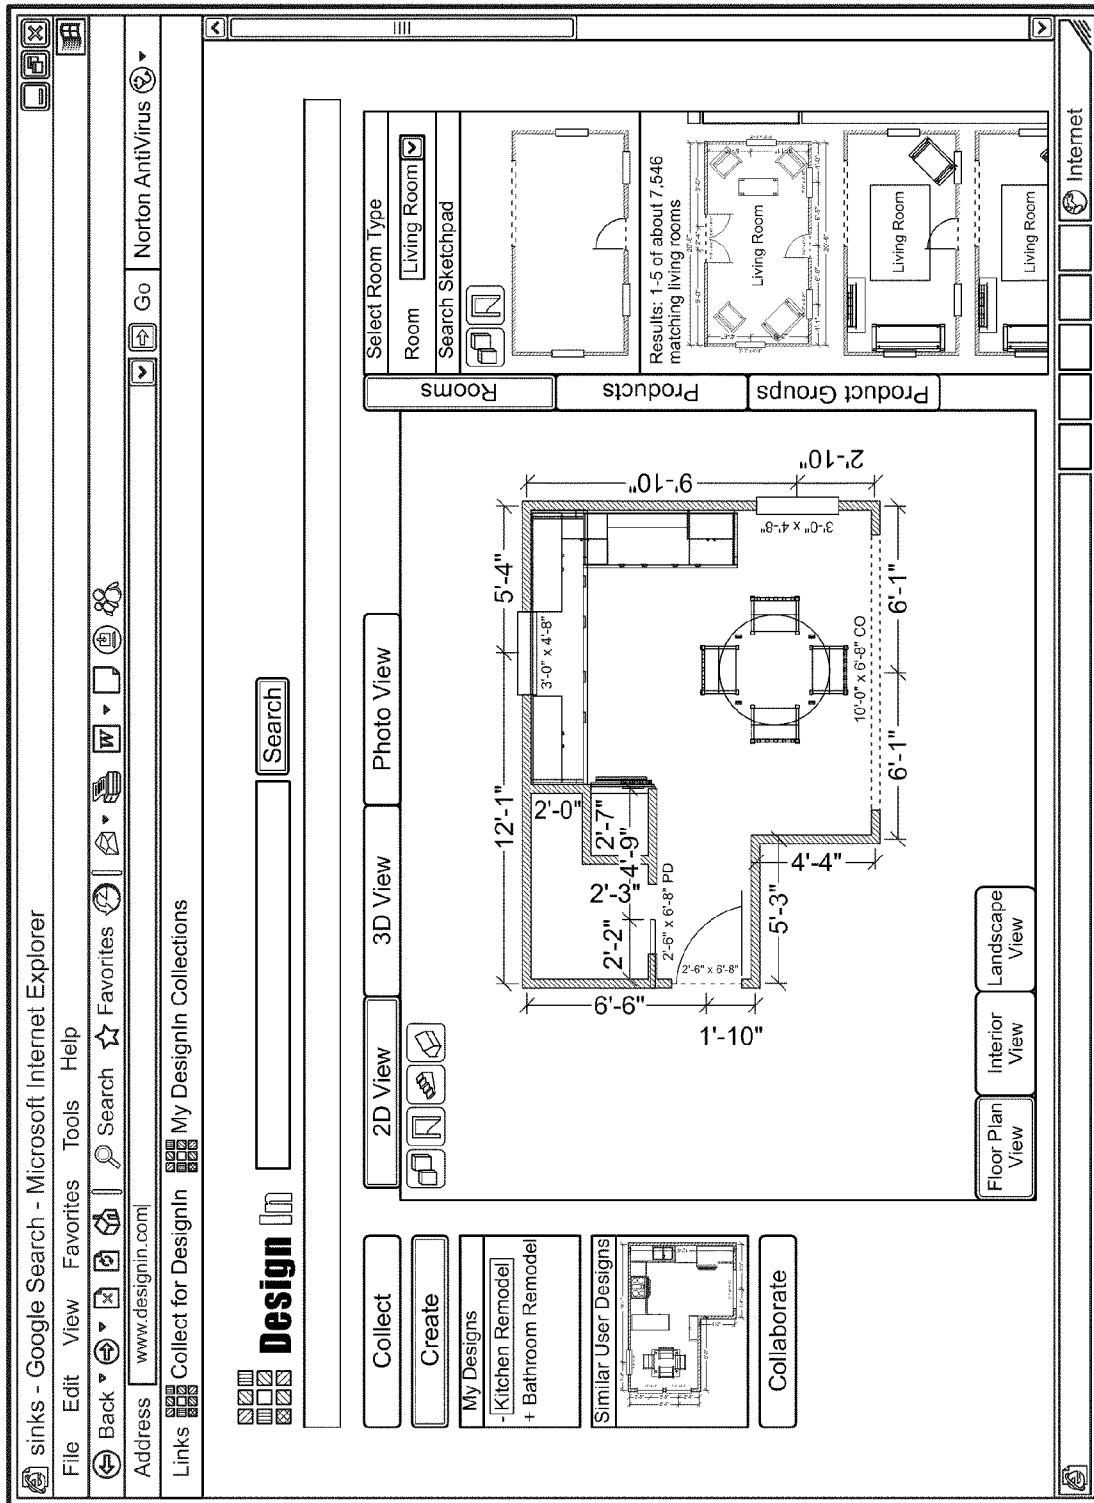 sinks - Google Search - Microsoft Internet Explorer
File Edit View Favorites Tools Help
Back Search Favorites W
Address www.designin.com Go Norton AntiVirus
Links Collect for DesignIn My DesignIn Collections
Design In
Search
Collect
Create
My Designs
- Kitchen Remodel
+ Bathroom Remodel
Similar User Designs
Collaborate
2D View 3D View Photo View
12'-1" 5'-4"
3'-0" x 4'-8"
2'-0"
2'-7"
4'-9"
2'-3"
2'-2"
2'-6" x 6'-8" PD
2'-6" x 6'-8"
6'-6"
1'-10"
5'-3"
4'-4"
9'-10"
2'-10"
3'-0" x 4'-8"
10'-0" x 6'-8" CO
6'-1" 6'-1"
Floor Plan View
Interior View
Landscape View
Rooms
Products
Product Groups
Select Room Type
Room Living Room
Search Sketchpad
Results: 1-5 of about 7,546
matching living rooms
Living Room
Living Room
Living Room
Internet